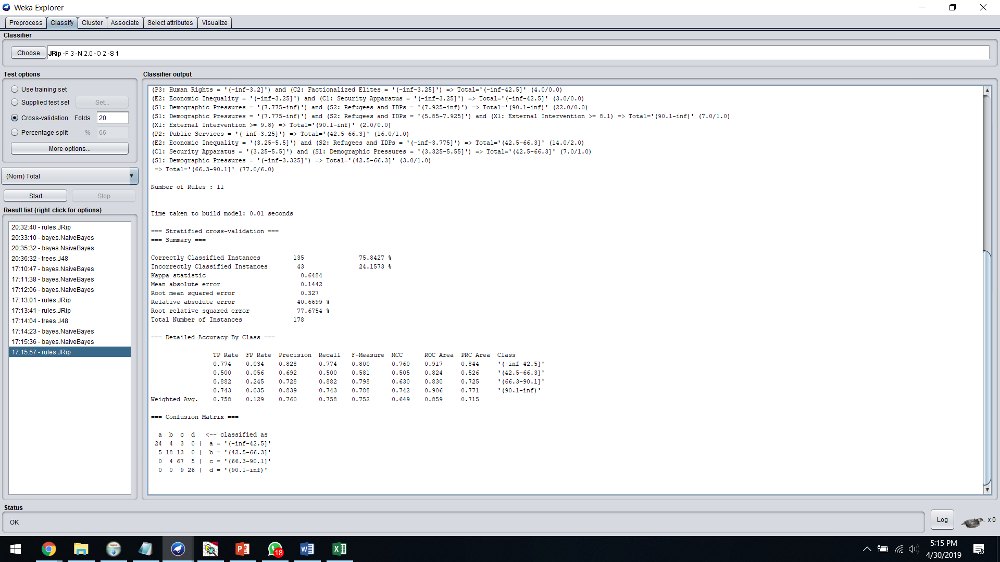 Weka Explorer
Preprocess Classify Cluster Associate Select attributes Visualize
Classifier
Choose JRip -F 3 -N 2.0 -O 2 -S 1
Test options
Use training set
Supplied test set Set...
Cross-validation Folds 20
Percentage split % 66
More options...
(Nom) Total
Start Stop
Result list (right-click for options)
20:32:40 - rules.JRip
20:33:10 - bayes.NaiveBayes
20:35:32 - bayes.NaiveBayes
20:36:32 - trees.J48
17:10:47 - bayes.NaiveBayes
17:11:38 - bayes.NaiveBayes
17:12:06 - bayes.NaiveBayes
17:13:01 - rules.JRip
17:13:41 - rules.JRip
17:14:04 - trees.J48
17:14:23 - bayes.NaiveBayes
17:15:36 - bayes.NaiveBayes
17:15:57 - rules.JRip
Classifier output
(P3: Human Rights = '(-inf-3.2]') and (C2: Factionalized Elites = '(-inf-3.25]') => Total='(-inf-42.5]' (4.0/0.0)
(E2: Economic Inequality = '(-inf-3.25]') and (C1: Security Apparatus = '(-inf-3.25]') => Total='(-inf-42.5]' (3.0/0.0)
(S1: Demographic Pressures = '(7.775-inf)') and (S2: Refugees and IDPs = '(7.925-inf)') => Total='(90.1-inf)' (22.0/0.0)
(S1: Demographic Pressures = '(7.775-inf)') and (S2: Refugees and IDPs = '(5.85-7.925]') and (X1: External Intervention >= 8.1) => Total='(90.1-inf)' (7.0/1.0)
(X1: External Intervention >= 9.8) => Total='(90.1-inf)' (2.0/0.0)
(P2: Public Services = '(-inf-3.25]') => Total='(42.5-66.3]' (16.0/1.0)
(E2: Economic Inequality = '(3.25-5.5]') and (S2: Refugees and IDPs = '(-inf-3.775]') => Total='(42.5-66.3]' (14.0/2.0)
(C1: Security Apparatus = '(3.25-5.5]') and (S1: Demographic Pressures = '(3.325-5.55]') => Total='(42.5-66.3]' (7.0/1.0)
(S1: Demographic Pressures = '(-inf-3.325]') => Total='(42.5-66.3]' (3.0/1.0)
=> Total='(66.3-90.1]' (77.0/6.0)
Number of Rules : 11
Time taken to build model: 0.01 seconds
=== Stratified cross-validation ===
=== Summary ===
Correctly Classified Instances 135 75.8427 %
Incorrectly Classified Instances 43 24.1573 %
Kappa statistic 0.6484
Mean absolute error 0.1442
Root mean squared error 0.327
Relative absolute error 40.6699 %
Root relative squared error 77.6754 %
Total Number of Instances 178
=== Detailed Accuracy By Class ===
TP Rate FP Rate Precision Recall F-Measure MCC ROC Area PRC Area Class
0.774 0.034 0.828 0.774 0.800 0.760 0.917 0.844 '(-inf-42.5]'
0.500 0.056 0.692 0.500 0.581 0.505 0.824 0.526 '(42.5-66.3]'
0.882 0.245 0.728 0.882 0.798 0.630 0.830 0.725 '(66.3-90.1]'
0.743 0.035 0.839 0.743 0.788 0.742 0.906 0.771 '(90.1-inf)'
Weighted Avg. 0.758 0.129 0.760 0.758 0.752 0.649 0.859 0.715
=== Confusion Matrix ===
a b c d <-- classified as
24 4 3 0 | a = '(-inf-42.5]'
5 18 13 0 | b = '(42.5-66.3]'
0 4 67 5 | c = '(66.3-90.1]'
0 0 9 26 | d = '(90.1-inf)'
Status
OK
Log x 0
18
5:15 PM
4/30/2019